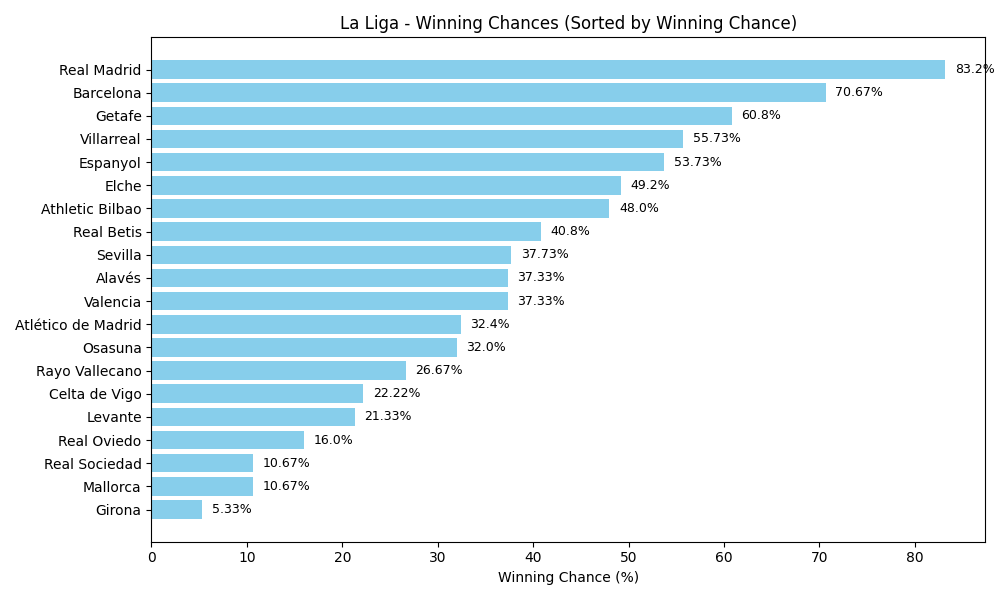 La Liga - Winning Chances (Sorted by Winning Chance)
Real Madrid 83.2%
Barcelona 70.67%
Getafe 60.8%
Villarreal 55.73%
Espanyol 53.73%
Elche 49.2%
Athletic Bilbao 48.0%
Real Betis 40.8%
Sevilla 37.73%
Alavés 37.33%
Valencia 37.33%
Atlético de Madrid 32.4%
Osasuna 32.0%
Rayo Vallecano 26.67%
Celta de Vigo 22.22%
Levante 21.33%
Real Oviedo 16.0%
Real Sociedad 10.67%
Mallorca 10.67%
Girona 5.33%
0 10 20 30 40 50 60 70 80
Winning Chance (%)